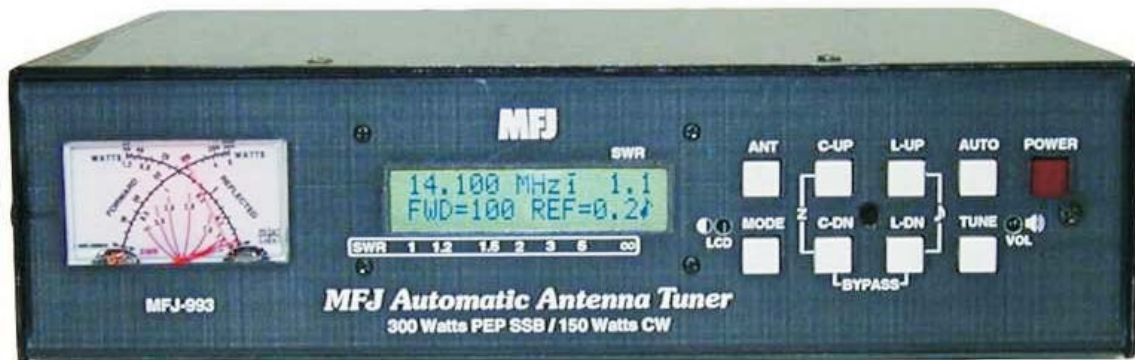 MFJ
SWR
14.100 MHz 1.1
FWD=100 REF=0.2♪
SWR 1 1.2 1.5 2 3 5 ∞
WATTS WATTS
FORWARD REFLECTED
SWR
MFJ-993
MFJ Automatic Antenna Tuner
300 Watts PEP SSB / 150 Watts CW
ANT C-UP L-UP AUTO POWER
MODE C-DN L-DN TUNE
LCD
VOL
BYPASS